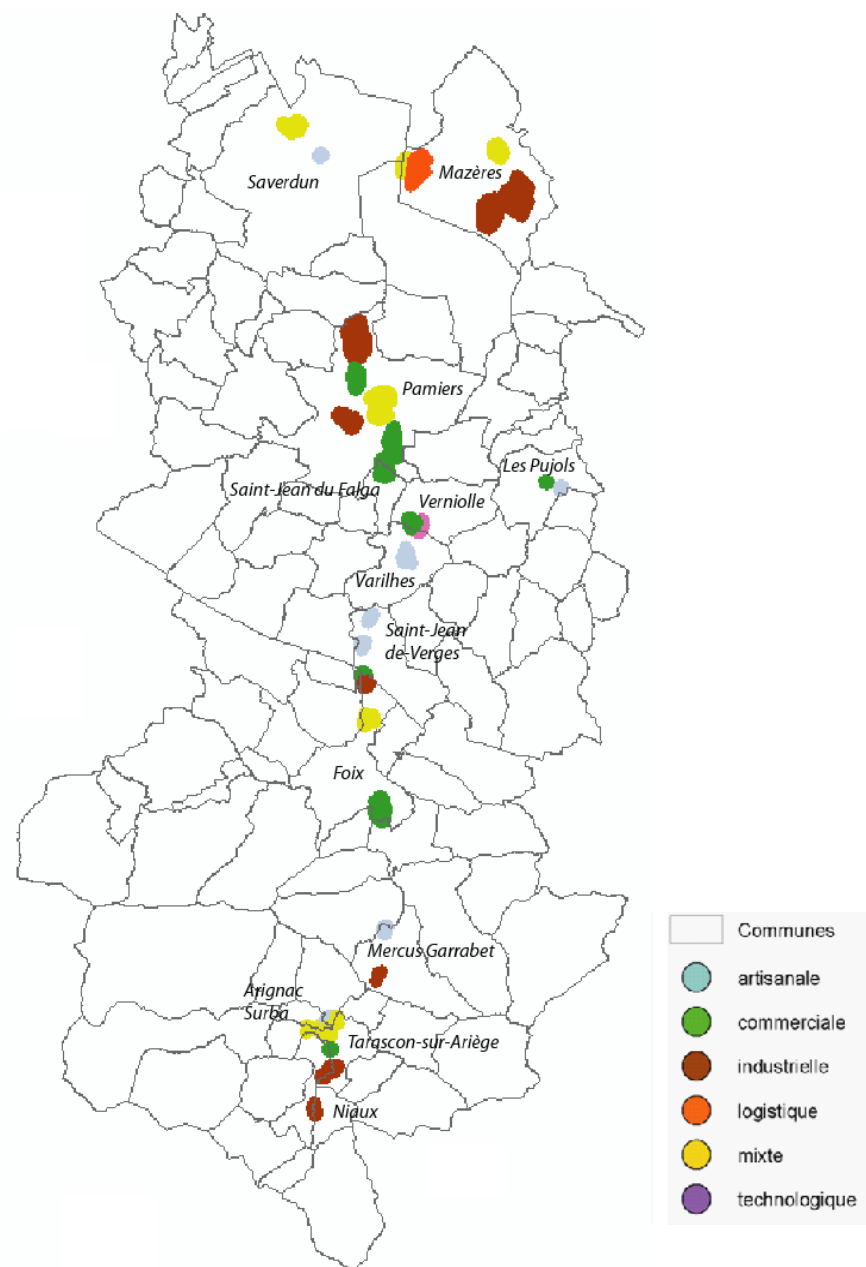 Saverdun
Mazères
Pamiers
Les Pujols
Saint-Jean du Falga
Verniolle
Varilhes
Saint-Jean
de-Verges
Foix
Mercus Garrabet
Arignac
Surba
Tarascon-sur-Ariège
Niaux
Communes
artisanale
commerciale
industrielle
logistique
mixte
technologique